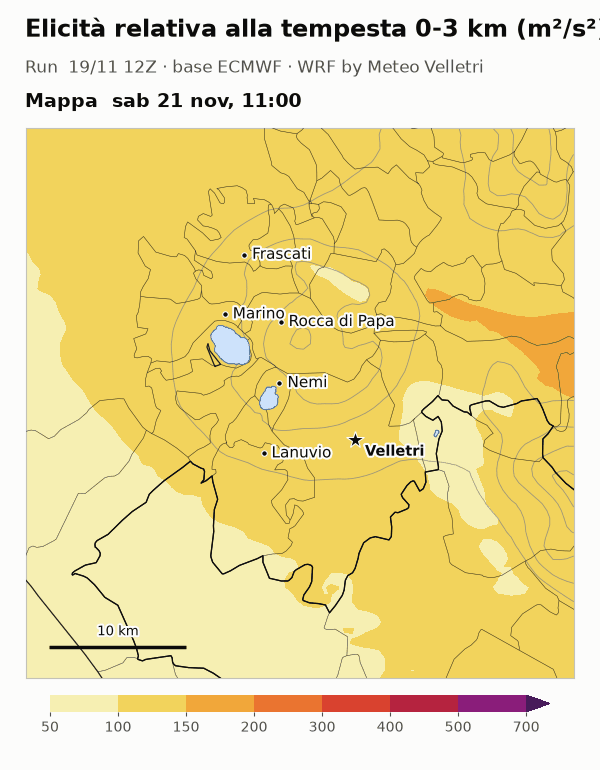 Elicità relativa alla tempesta 0-3 km (m²/s²)
Run 19/11 12Z · base ECMWF · WRF by Meteo Velletri
Mappa sab 21 nov, 11:00
Frascati
Marino
Rocca di Papa
Nemi
Lanuvio
Velletri
10 km
50 100 150 200 300 400 500 700